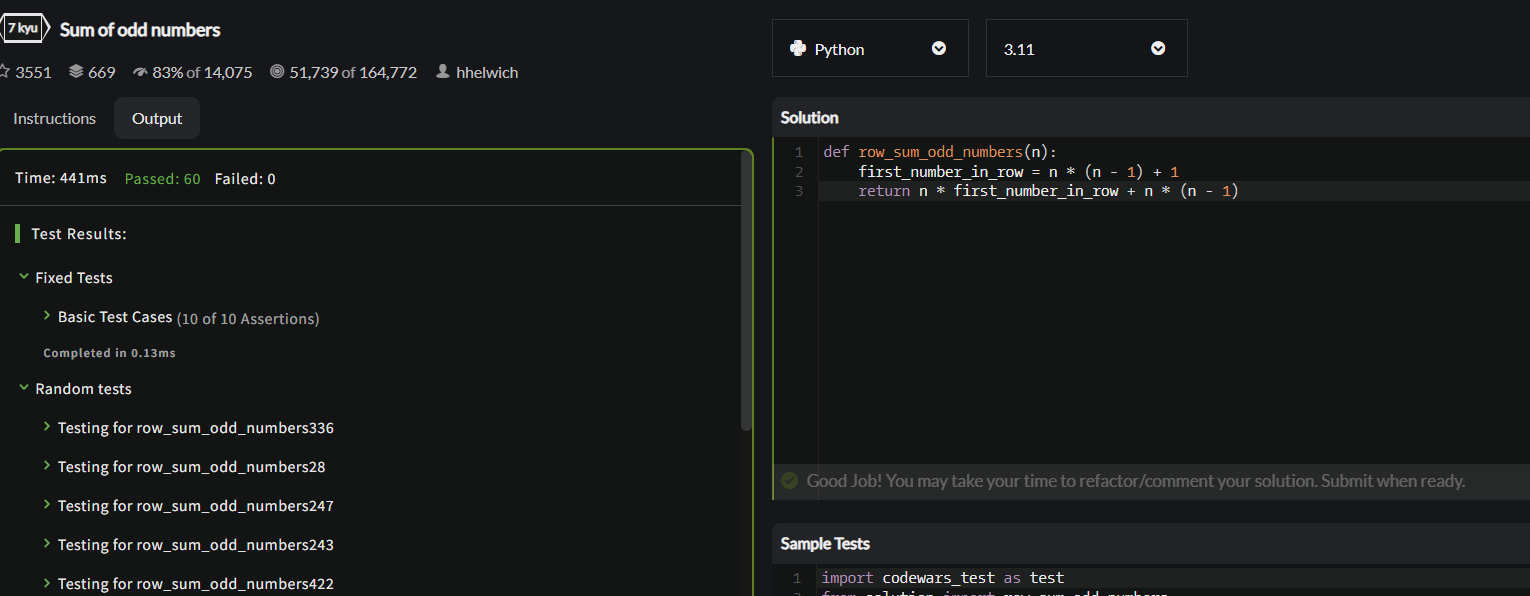 7 kyu Sum of odd numbers
3551 669 83% of 14,075 51,739 of 164,772 hhelwich
Instructions Output
Time: 441ms Passed: 60 Failed: 0
Test Results:
Fixed Tests
Basic Test Cases (10 of 10 Assertions)
Completed in 0.13ms
Random tests
Testing for row_sum_odd_numbers336
Testing for row_sum_odd_numbers28
Testing for row_sum_odd_numbers247
Testing for row_sum_odd_numbers243
Testing for row_sum_odd_numbers422
Python 3.11
Solution
1 def row_sum_odd_numbers(n):
2 first_number_in_row = n * (n - 1) + 1
3 return n * first_number_in_row + n * (n - 1)
Good Job! You may take your time to refactor/comment your solution. Submit when ready.
Sample Tests
1 import codewars_test as test